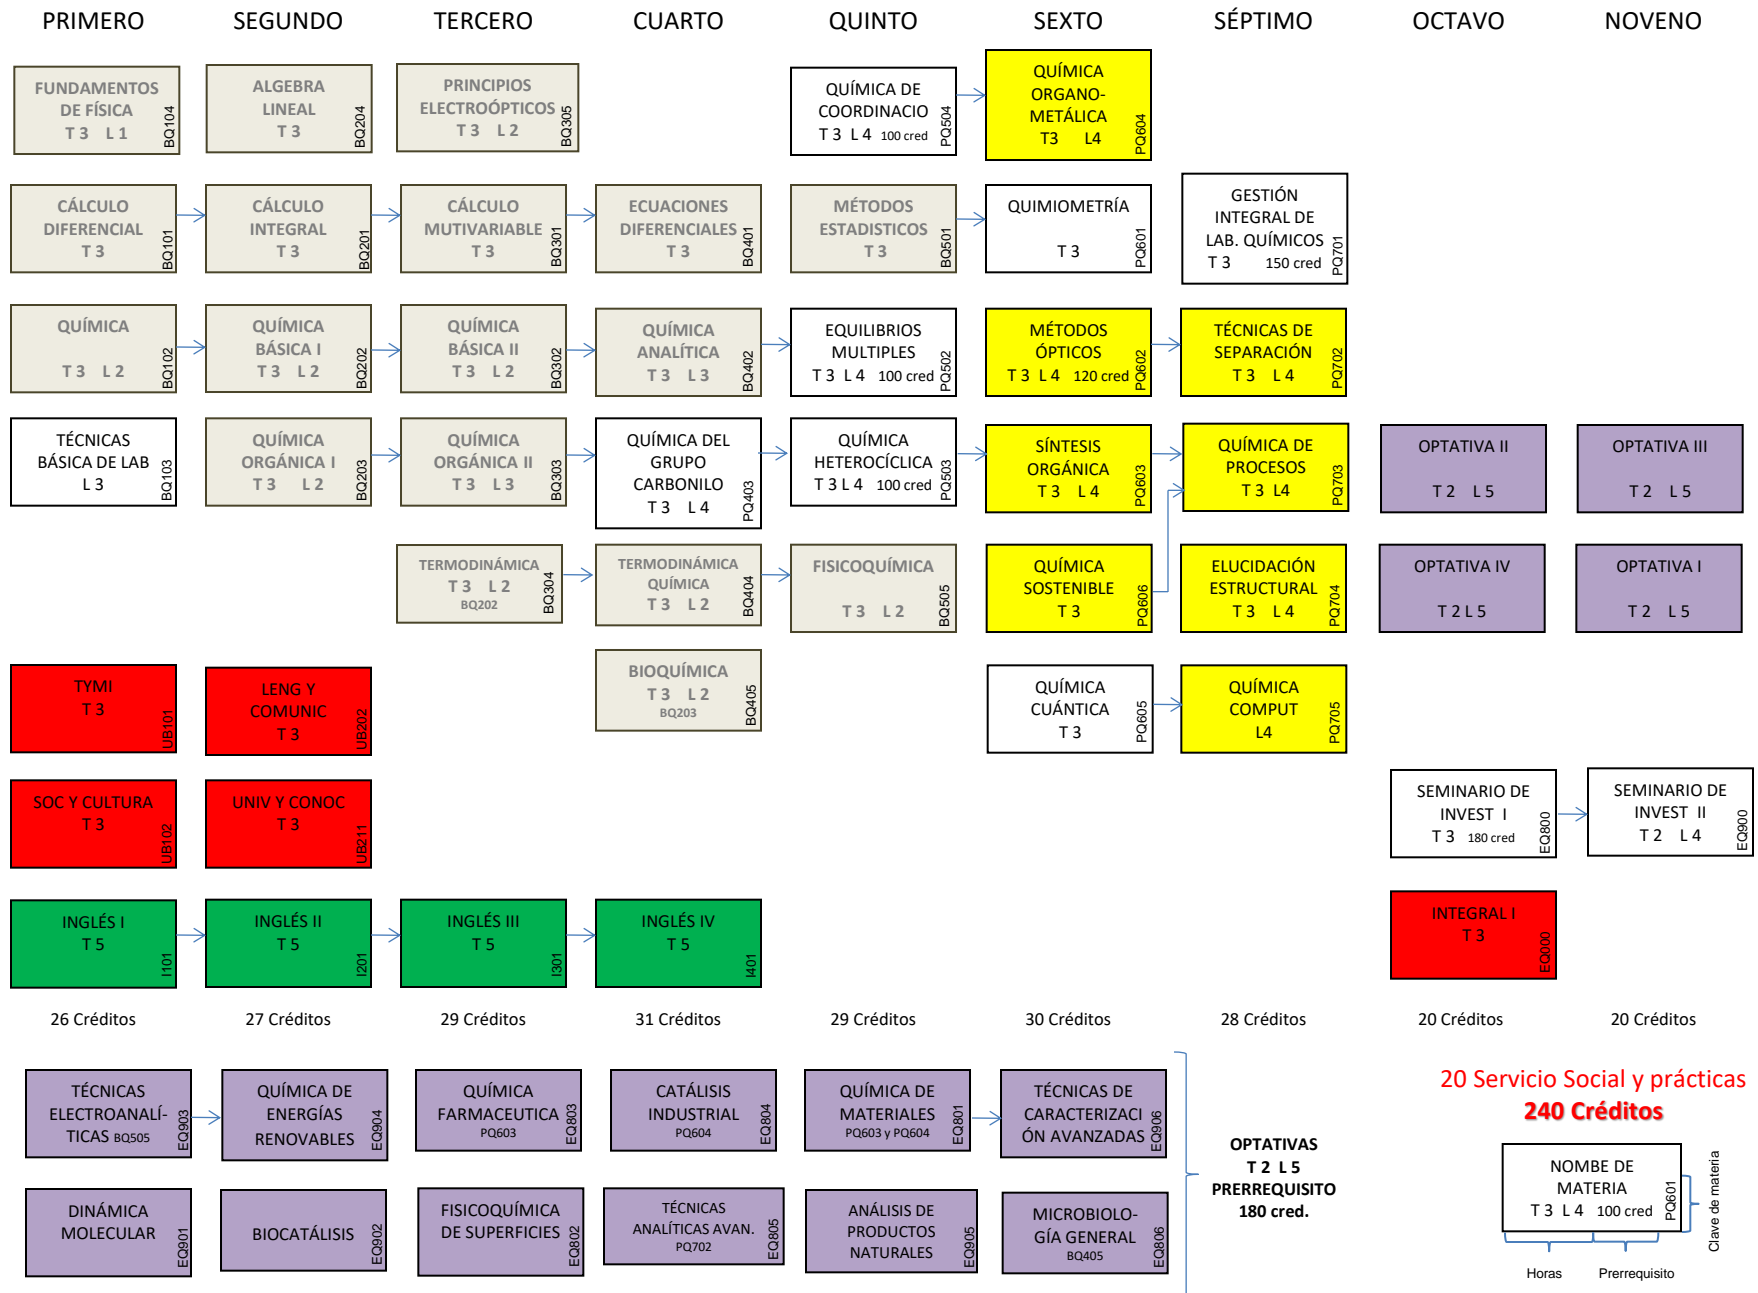 PRIMERO SEGUNDO TERCERO CUARTO QUINTO SEXTO SÉPTIMO OCTAVO NOVENO
FUNDAMENTOS
DE FÍSICA
T 3 L 1
BQ104
ALGEBRA
LINEAL
T 3
BQ204
PRINCIPIOS
ELECTROÓPTICOS
T 3 L 2
BQ305
QUÍMICA DE
COORDINACIO
T 3 L 4 100 cred
PQ504
QUÍMICA
ORGANO-
METÁLICA
T3 L4
PQ604
CÁLCULO
DIFERENCIAL
T 3
BQ101
CÁLCULO
INTEGRAL
T 3
BQ201
CÁLCULO
MUTIVARIABLE
T 3
BQ301
ECUACIONES
DIFERENCIALES
T 3
BQ401
MÉTODOS
ESTADISTICOS
T 3
BQ501
QUIMIOMETRÍA
T 3
PQ601
GESTIÓN
INTEGRAL DE
LAB. QUÍMICOS
T 3 150 cred
PQ701
QUÍMICA
T 3 L 2
BQ102
QUÍMICA
BÁSICA I
T 3 L 2
BQ202
QUÍMICA
BÁSICA II
T 3 L 2
BQ302
QUÍMICA
ANALÍTICA
T 3 L 3
BQ402
EQUILIBRIOS
MULTIPLES
T 3 L 4 100 cred
PQ502
MÉTODOS
ÓPTICOS
T 3 L 4 120 cred
PQ602
TÉCNICAS DE
SEPARACIÓN
T 3 L 4
PQ702
TÉCNICAS
BÁSICA DE LAB
L 3
BQ103
QUÍMICA
ORGÁNICA I
T 3 L 2
BQ203
QUÍMICA
ORGÁNICA II
T 3 L 3
BQ303
QUÍMICA DEL
GRUPO
CARBONILO
T 3 L 4
PQ403
QUÍMICA
HETEROCÍCLICA
T 3 L 4 100 cred
PQ503
SÍNTESIS
ORGÁNICA
T 3 L 4
PQ603
QUÍMICA DE
PROCESOS
T 3 L4
PQ703
OPTATIVA II
T 2 L 5
OPTATIVA III
T 2 L 5
TERMODINÁMICA
T 3 L 2
BQ202
BQ304
TERMODINÁMICA
QUÍMICA
T 3 L 2
BQ404
FISICOQUÍMICA
T 3 L 2
BQ505
QUÍMICA
SOSTENIBLE
T 3
PQ606
ELUCIDACIÓN
ESTRUCTURAL
T 3 L 4
PQ704
OPTATIVA IV
T 2 L 5
OPTATIVA I
T 2 L 5
TYMI
T 3
UB101
LENG Y
COMUNIC
T 3
UB202
BIOQUÍMICA
T 3 L 2
BQ203
BQ405
QUÍMICA
CUÁNTICA
T 3
PQ605
QUÍMICA
COMPUT
L4
PQ705
SOC Y CULTURA
T 3
UB102
UNIV Y CONOC
T 3
UB211
SEMINARIO DE
INVEST I
T 3 180 cred
EQ800
SEMINARIO DE
INVEST II
T 2 L 4
EQ900
INGLÉS I
T 5
I101
INGLÉS II
T 5
I201
INGLÉS III
T 5
I301
INGLÉS IV
T 5
I401
INTEGRAL I
T 3
EQ000
26 Créditos 27 Créditos 29 Créditos 31 Créditos 29 Créditos 30 Créditos 28 Créditos 20 Créditos 20 Créditos
TÉCNICAS
ELECTROANALÍ-
TICAS BQ505
EQ903
QUÍMICA DE
ENERGÍAS
RENOVABLES
EQ904
QUÍMICA
FARMACEUTICA
PQ603
EQ803
CATÁLISIS
INDUSTRIAL
PQ604
EQ804
QUÍMICA DE
MATERIALES
PQ603 y PQ604
EQ801
TÉCNICAS DE
CARACTERIZACI
ÓN AVANZADAS
EQ906
DINÁMICA
MOLECULAR
EQ901
BIOCATÁLISIS
EQ902
FISICOQUÍMICA
DE SUPERFICIES
EQ802
TÉCNICAS
ANALÍTICAS AVAN.
PQ702
EQ805
ANÁLISIS DE
PRODUCTOS
NATURALES
EQ905
MICROBIOLO-
GÍA GENERAL
BQ405
EQ806
OPTATIVAS
T 2 L 5
PRERREQUISITO
180 cred.
20 Servicio Social y prácticas
240 Créditos
NOMBE DE
MATERIA
T 3 L 4 100 cred
PQ601
Clave de materia
Horas Prerrequisito